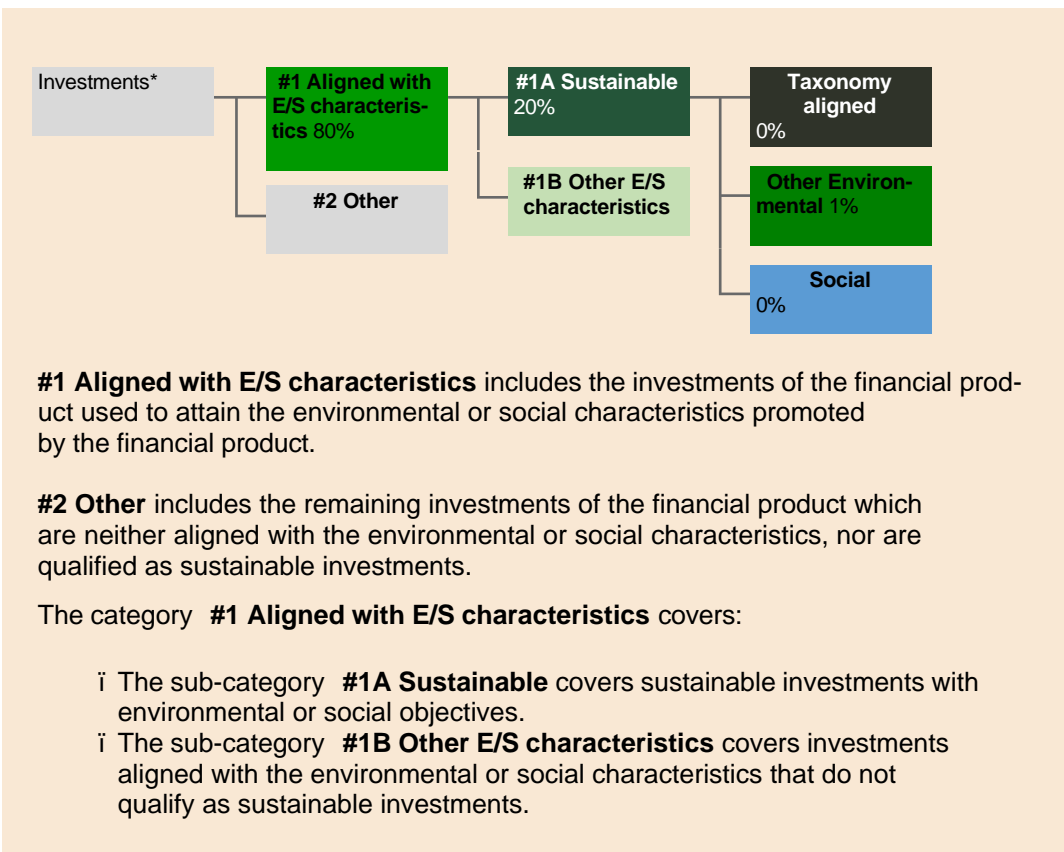 Investments*
#1 Aligned with
E/S characteris-
tics 80%
#2 Other
#1A Sustainable
20%
#1B Other E/S
characteristics
Taxonomy
aligned
0%
Other Environ-
mental 1%
Social
0%
#1 Aligned with E/S characteristics includes the investments of the financial prod-
uct used to attain the environmental or social characteristics promoted
by the financial product.
#2 Other includes the remaining investments of the financial product which
are neither aligned with the environmental or social characteristics, nor are
qualified as sustainable investments.
The category #1 Aligned with E/S characteristics covers:
ï The sub-category #1A Sustainable covers sustainable investments with
environmental or social objectives.
ï The sub-category #1B Other E/S characteristics covers investments
aligned with the environmental or social characteristics that do not
qualify as sustainable investments.